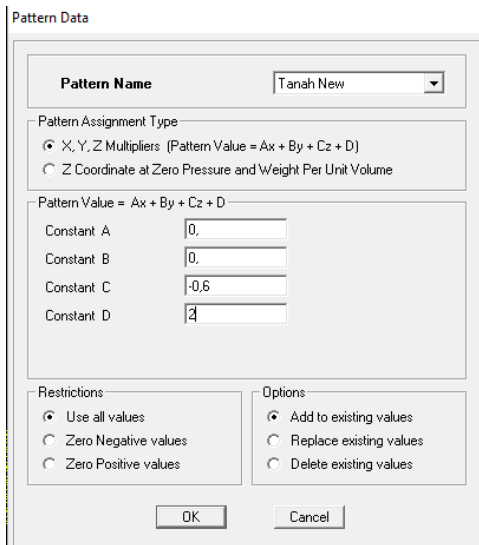 Pattern Data
Pattern Name Tanah New
Pattern Assignment Type
X, Y, Z Multipliers (Pattern Value = Ax + By + Cz + D)
Z Coordinate at Zero Pressure and Weight Per Unit Volume
Pattern Value = Ax + By + Cz + D
Constant A 0,
Constant B 0,
Constant C -0,6
Constant D 2
Restrictions
Use all values
Zero Negative values
Zero Positive values
Options
Add to existing values
Replace existing values
Delete existing values
OK Cancel